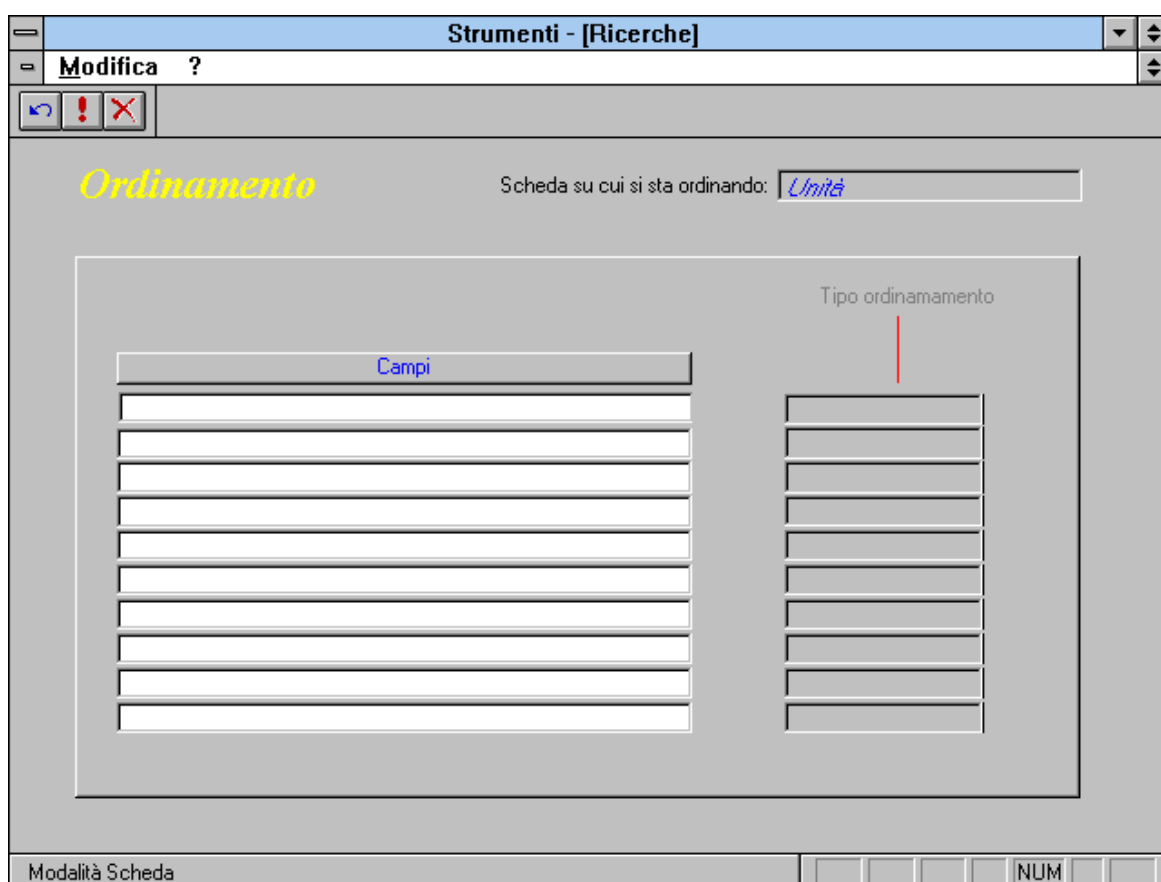 Strumenti - [Ricerche]
Modifica ?
Ordinamento
Scheda su cui si sta ordinando: Unità
Tipo ordinamamento
Campi
Modalità Scheda NUM